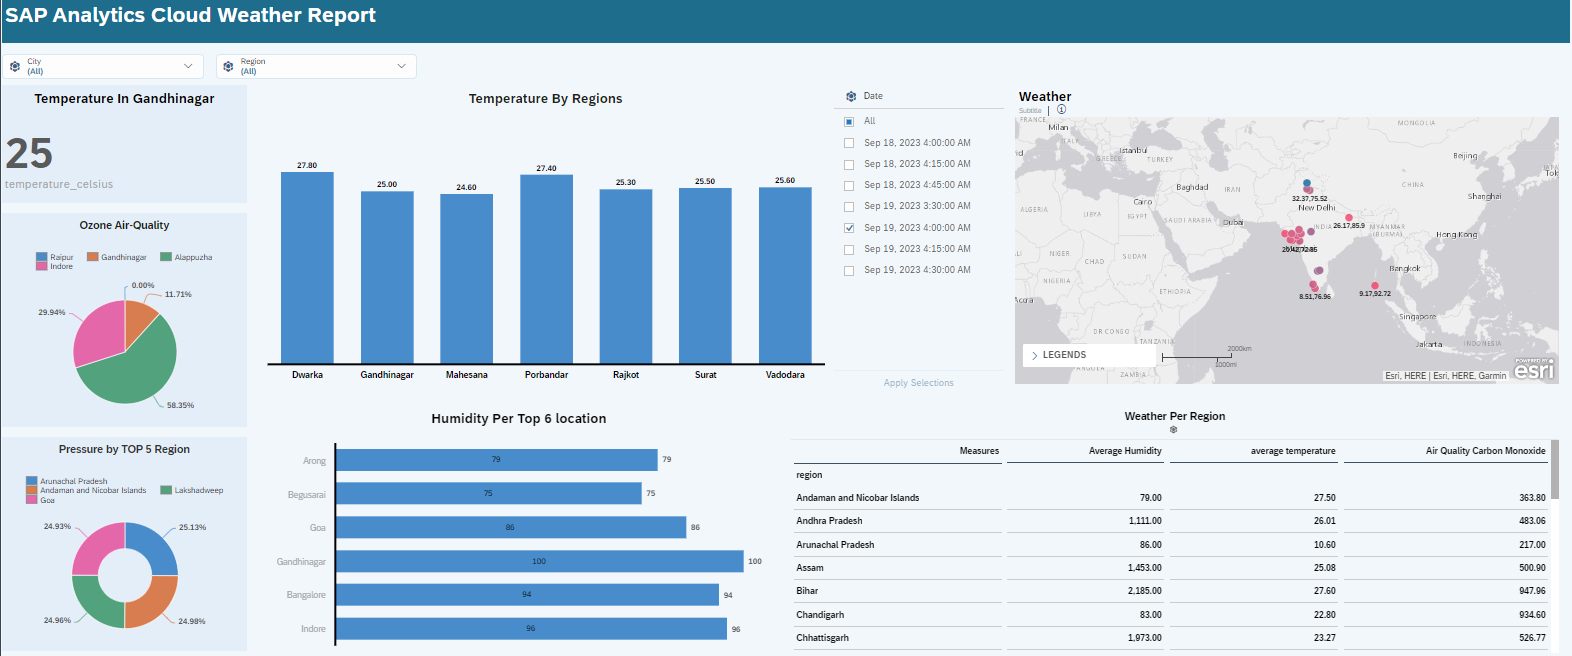 SAP Analytics Cloud Weather Report
City
(All)
Region
(All)
Temperature In Gandhinagar
25
temperature_celsius
Ozone Air-Quality
Raipur
Gandhinagar
Alappuzha
Indore
0.00%
11.71%
29.94%
58.35%
Pressure by TOP 5 Region
Arunachal Pradesh
Andaman and Nicobar Islands
Lakshadweep
Goa
24.93%
25.13%
24.96%
24.98%
Temperature By Regions
27.80
25.00
24.60
27.40
25.30
25.50
25.60
Dwarka
Gandhinagar
Mahesana
Porbandar
Rajkot
Surat
Vadodara
Humidity Per Top 6 location
Arong
79
79
Begusarai
75
75
Goa
86
86
Gandhinagar
100
100
Bangalore
94
94
Indore
96
96
Date
All
Sep 18, 2023 4:00:00 AM
Sep 18, 2023 4:15:00 AM
Sep 18, 2023 4:45:00 AM
Sep 19, 2023 3:30:00 AM
Sep 19, 2023 4:00:00 AM
Sep 19, 2023 4:15:00 AM
Sep 19, 2023 4:30:00 AM
Apply Selections
Weather
Subtitle
FRANCE
Milan
MONGOLIA
ITALY
Istanbul
GREECE
TURKEY
Beijing
Tok
Baghdad
IRAN
CHINA
Shanghai
32.37,75.52
Cairo
New Delhi
ALGERIA
LIBYA
EGYPT
SAUDI ARABIA
Dubai
INDIA
26.17,85.9
MYANMAR
(BURMA)
Hong Kong
NIGER
CHAD
SUDAN
Bangkok
NIGERIA
ETHIOPIA
8.51,76.96
9.17,92.72
Accra
Singapore
DR CONGO
TANZANIA
Jakarta
INDONESIA
LEGENDS
2000km
1000mi
ANGOLA
ZAMBIA
POWERED BY
esri
Esri, HERE | Esri, HERE, Garmin
Weather Per Region
Measures
Average Humidity
average temperature
Air Quality Carbon Monoxide
region
Andaman and Nicobar Islands
79.00
27.50
363.80
Andhra Pradesh
1,111.00
26.01
483.06
Arunachal Pradesh
86.00
10.60
217.00
Assam
1,453.00
25.08
500.90
Bihar
2,185.00
27.60
947.96
Chandigarh
83.00
22.80
934.60
Chhattisgarh
1,973.00
23.27
526.77